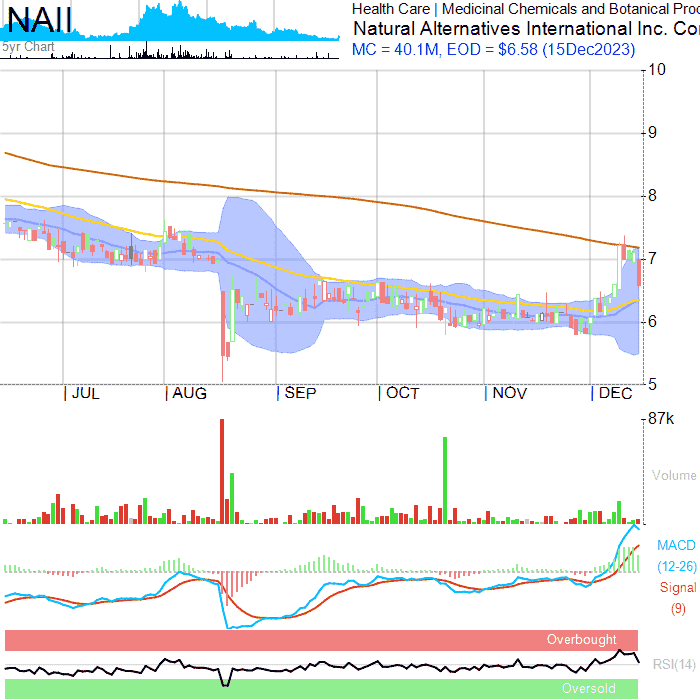 NAII
5yr Chart
Health Care | Medicinal Chemicals and Botanical Proc
Natural Alternatives International Inc. Cor
MC = 40.1M, EOD = $6.58 (15Dec2023)
10
9
8
7
6
5
JUL AUG SEP OCT NOV DEC
87k
Volume
MACD
(12-26)
Signal
(9)
Overbought
RSI(14)
Oversold